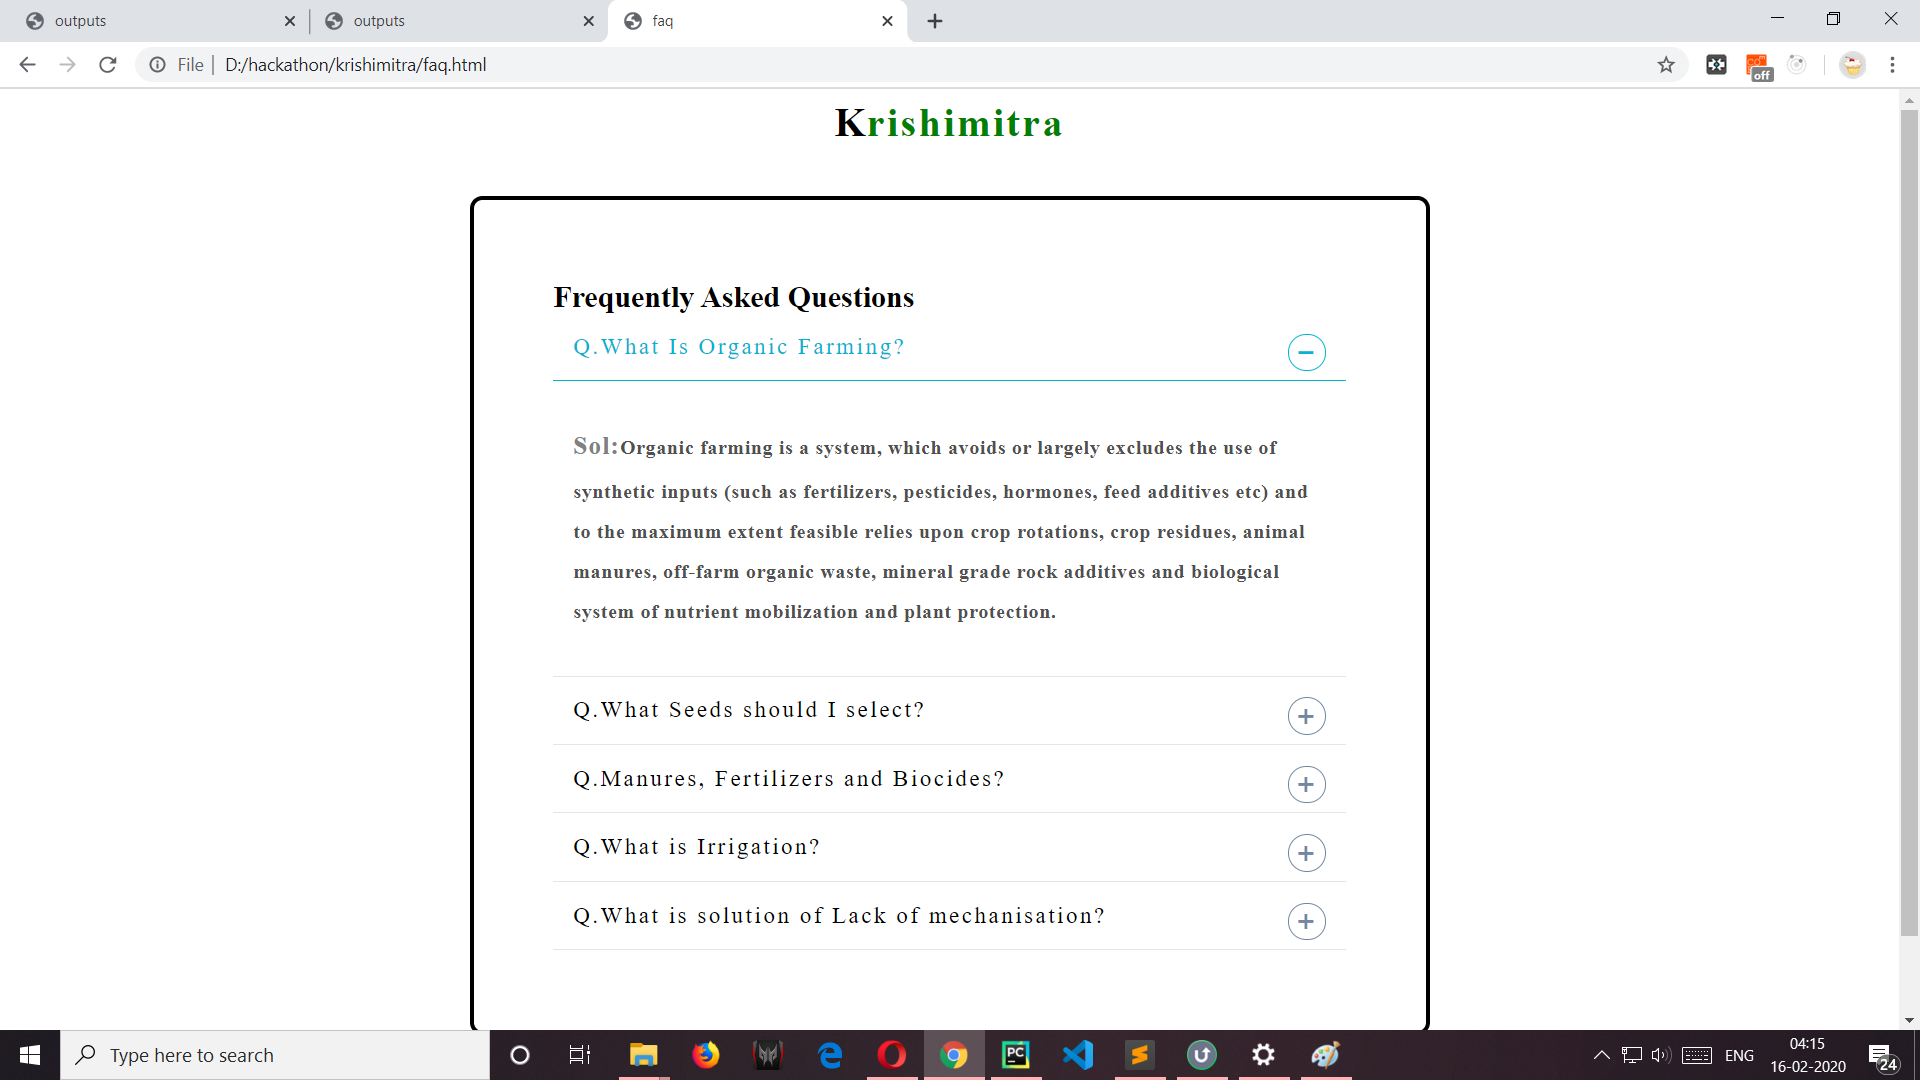 outputs
outputs
faq
File | D:/hackathon/krishimitra/faq.html
off
Krishimitra
Frequently Asked Questions
Q.What Is Organic Farming?
Sol:Organic farming is a system, which avoids or largely excludes the use of
synthetic inputs (such as fertilizers, pesticides, hormones, feed additives etc) and
to the maximum extent feasible relies upon crop rotations, crop residues, animal
manures, off-farm organic waste, mineral grade rock additives and biological
system of nutrient mobilization and plant protection.
Q.What Seeds should I select?
Q.Manures, Fertilizers and Biocides?
Q.What is Irrigation?
Q.What is solution of Lack of mechanisation?
Type here to search
PC
ENG
04:15
16-02-2020
24